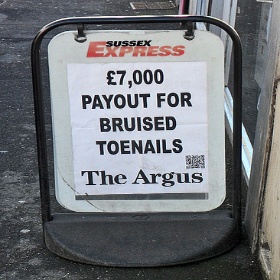 SUSSEX
EXPRESS
£7,000
PAYOUT FOR
BRUISED
TOENAILS
The Argus